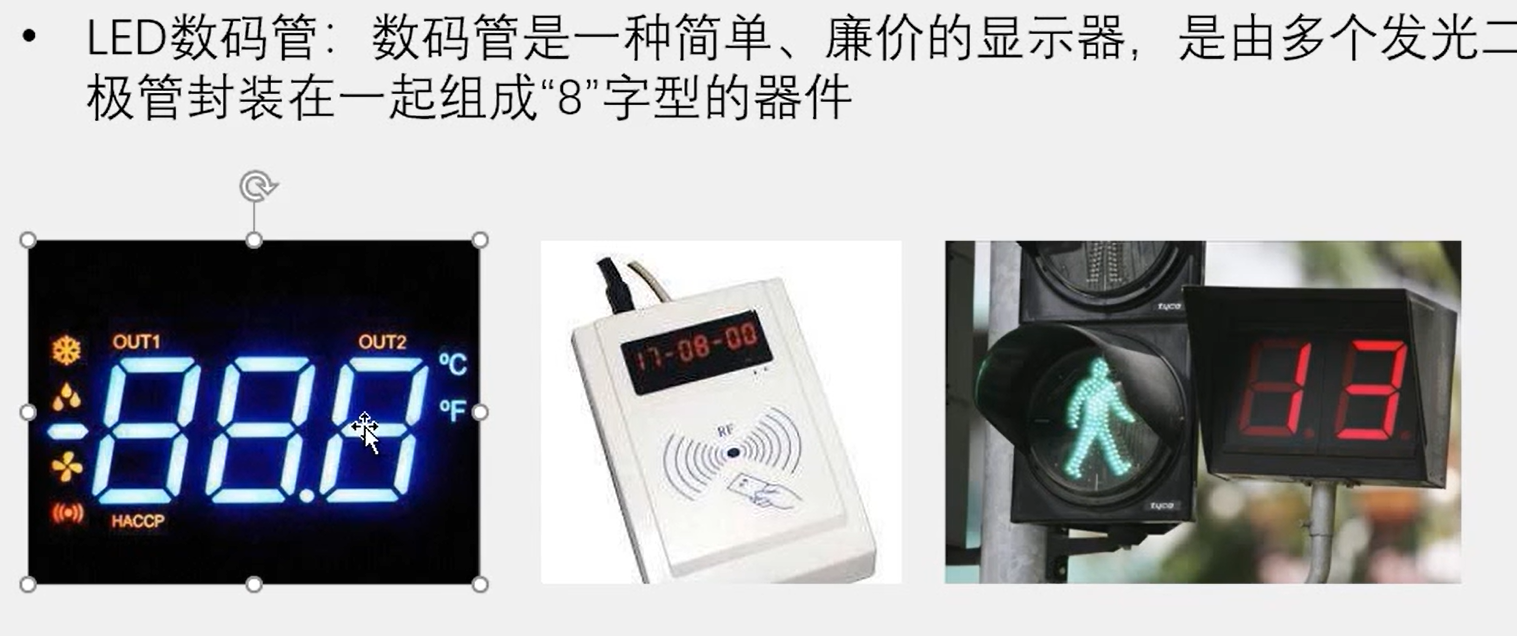 • LED数码管：数码管是一种简单、廉价的显示器，是由多个发光二
极管封装在一起组成“8”字型的器件
OUT1 OUT2
88.8
°C
°F
HACCP
17-08-00
RF
tyco
13
tyco